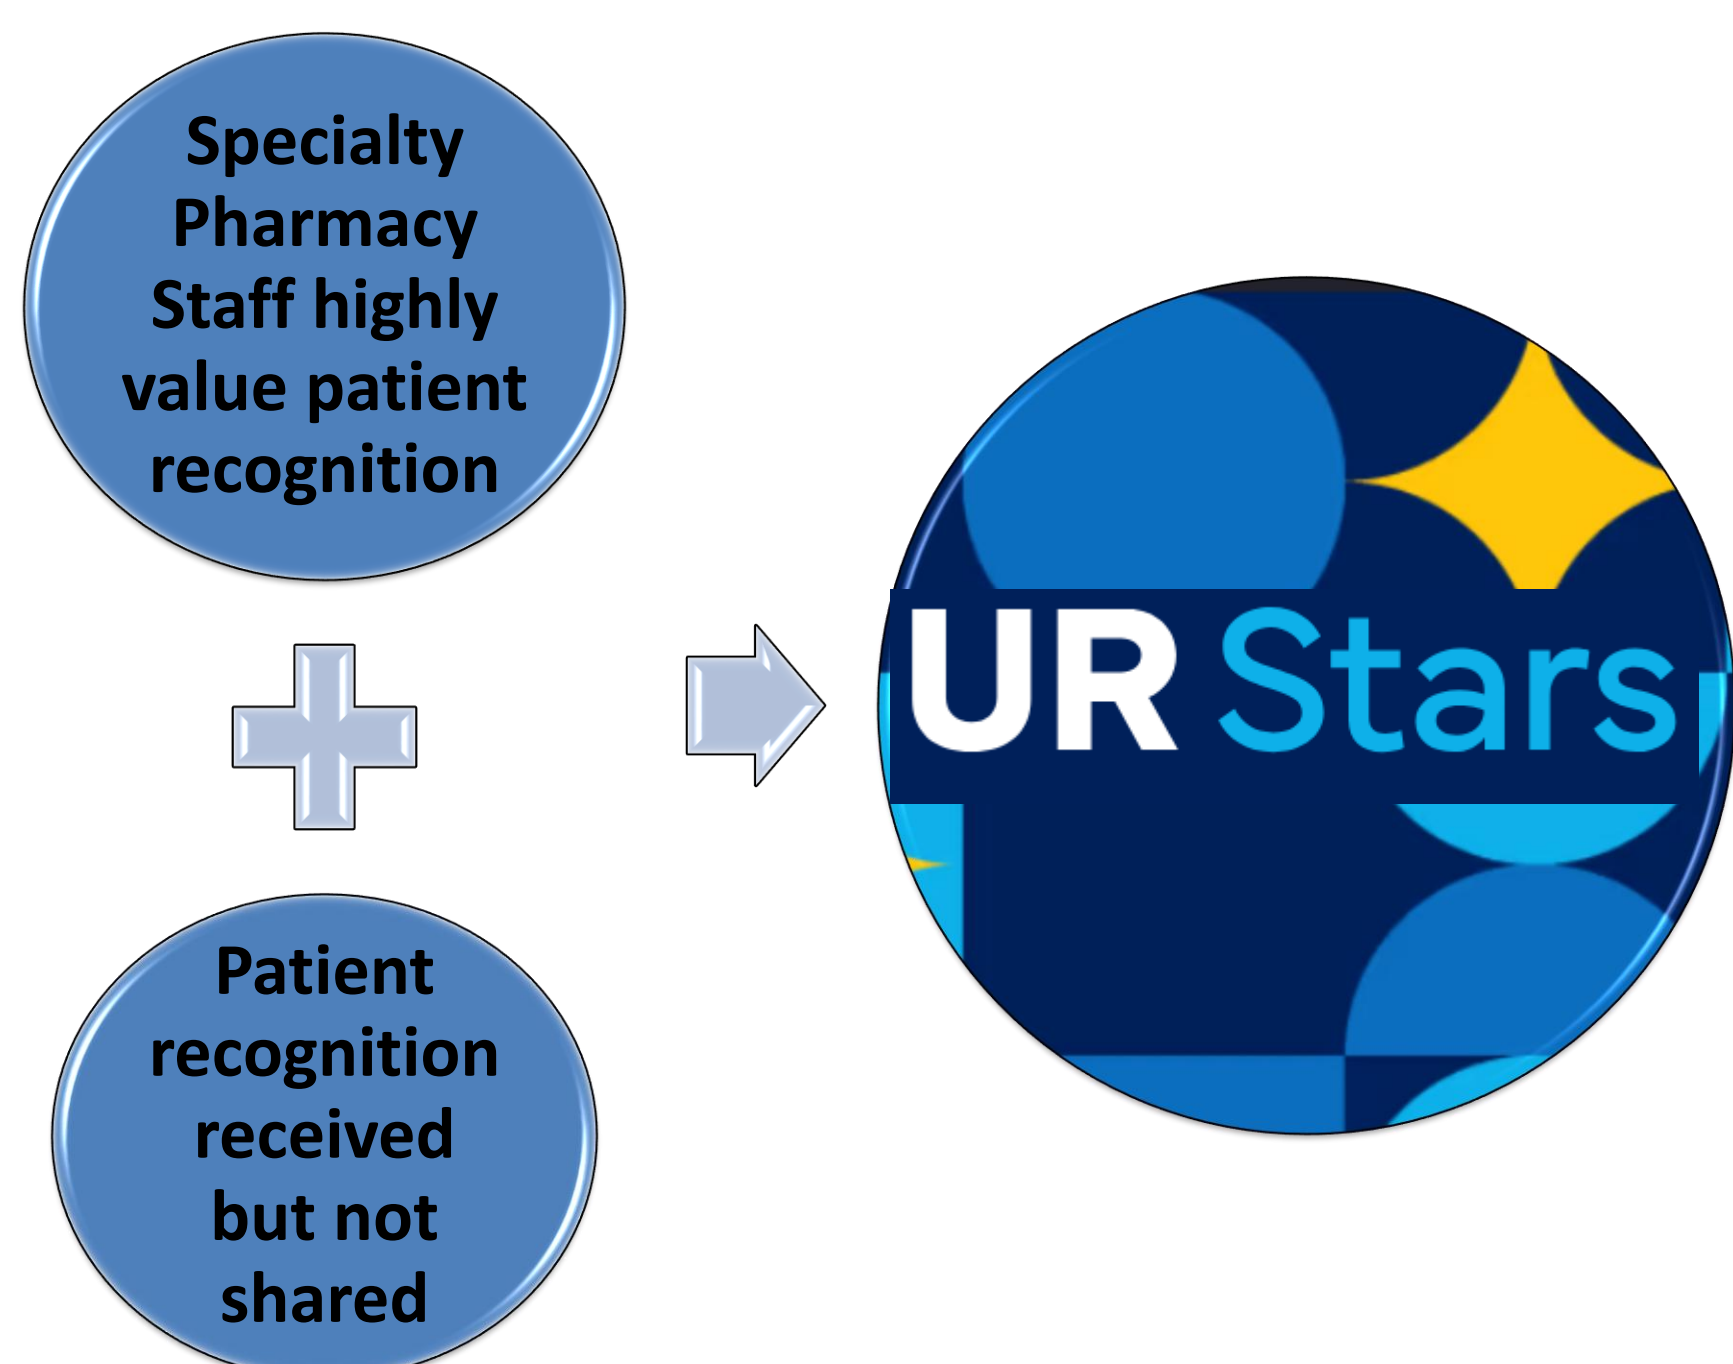 Specialty
Pharmacy
Staff highly
value patient
recognition
Patient
recognition
received
but not
shared
UR Stars